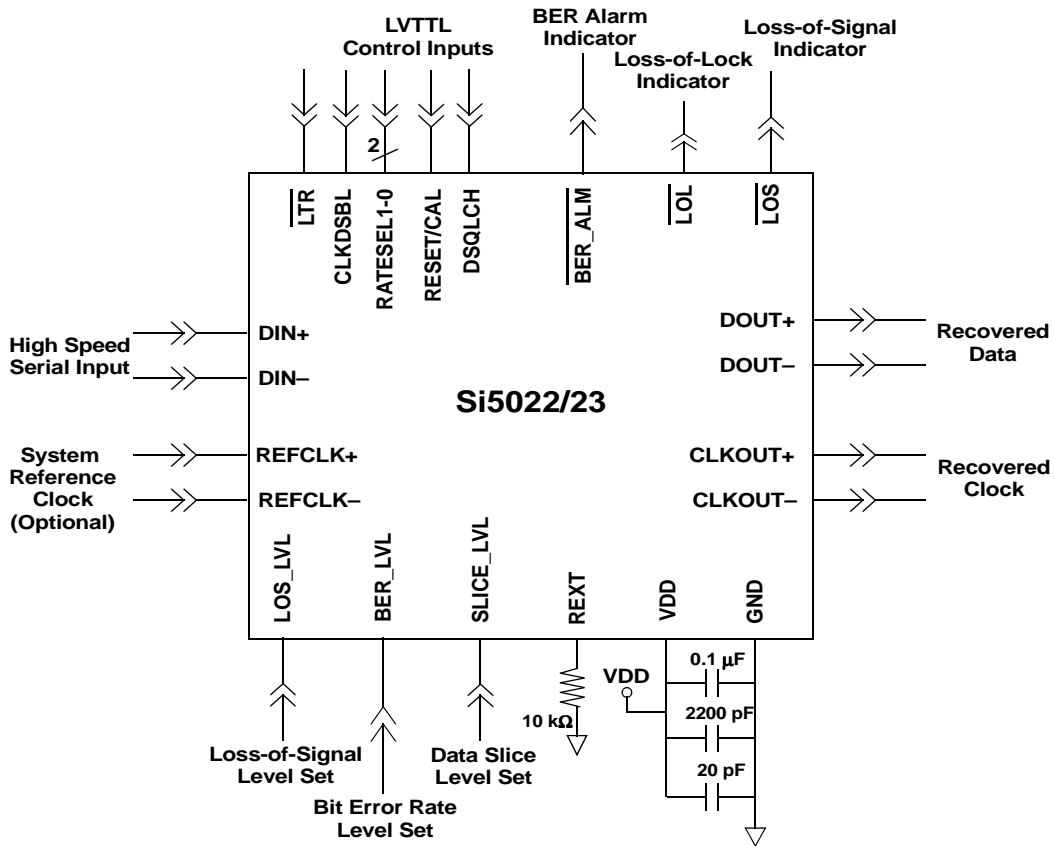 LVTTL
Control Inputs
BER Alarm
Indicator
Loss-of-Lock
Indicator
Loss-of-Signal
Indicator
2
LTR
CLKDSBL
RATESEL1-0
RESET/CAL
DSQLCH
BER_ALM
LOL
LOS
High Speed
Serial Input
DIN+
DIN–
System
Reference
Clock
(Optional)
REFCLK+
REFCLK–
Si5022/23
DOUT+
DOUT–
Recovered
Data
CLKOUT+
CLKOUT–
Recovered
Clock
LOS_LVL
BER_LVL
SLICE_LVL
REXT
VDD
GND
Loss-of-Signal
Level Set
Bit Error Rate
Level Set
Data Slice
Level Set
10 kΩ
VDD
0.1 μF
2200 pF
20 pF